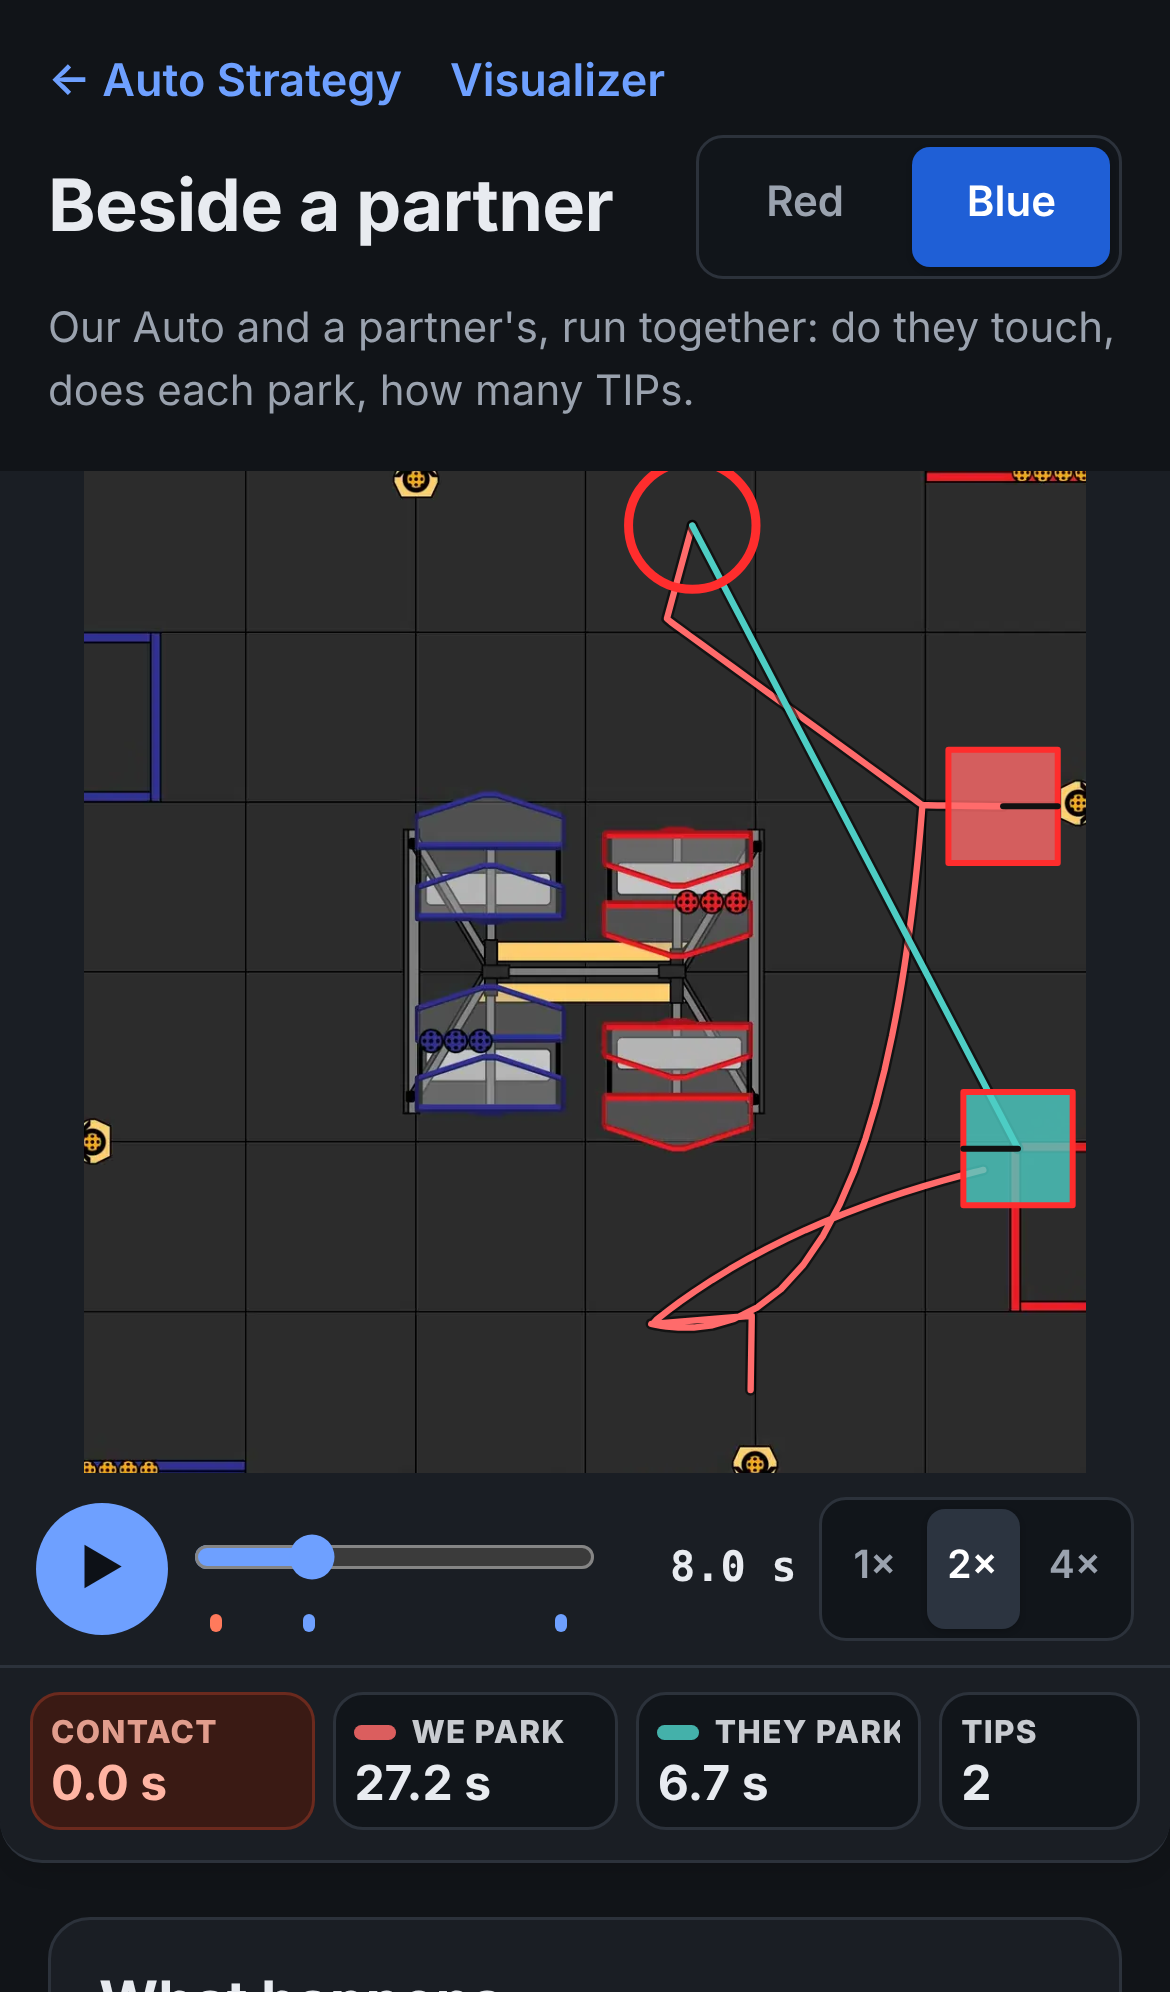 ← Auto Strategy Visualizer
Beside a partner
Red Blue
Our Auto and a partner's, run together: do they touch,
does each park, how many TIPs.
8.0 s 1× 2× 4×
CONTACT
0.0 s
WE PARK
27.2 s
THEY PARK
6.7 s
TIPS
2
What happens